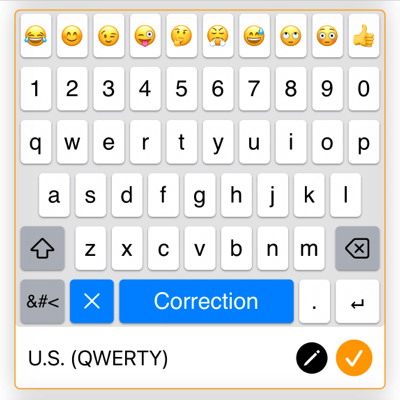 1 2 3 4 5 6 7 8 9 0
q w e r t y u i o p
a s d f g h j k l
z x c v b n m
&#< Correction .
U.S. (QWERTY)